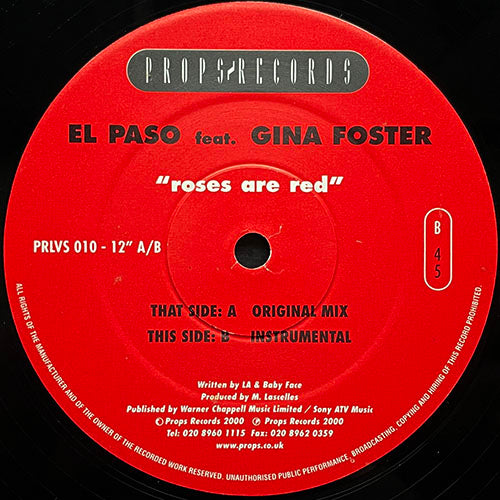 PROPS/RECORDS
EL PASO feat. GINA FOSTER
"roses are red"
PRLVS 010 - 12" A/B
B
45
THAT SIDE: A ORIGINAL MIX
THIS SIDE: B INSTRUMENTAL
Written by LA & Baby Face
Produced by M. Lascelles
Published by Warner Chappell Music Limited / Sony ATV Music
© Props Records 2000 ℗ Props Records 2000
Tel: 020 8960 1115 Fax: 020 8962 0359
www.props.co.uk
ALL RIGHTS OF THE MANUFACTURER AND OF THE OWNER OF THE RECORDED WORK RESERVED. UNAUTHORISED PUBLIC PERFORMANCE, BROADCASTING, COPYING AND HIRING OF THIS RECORD PROHIBITED.